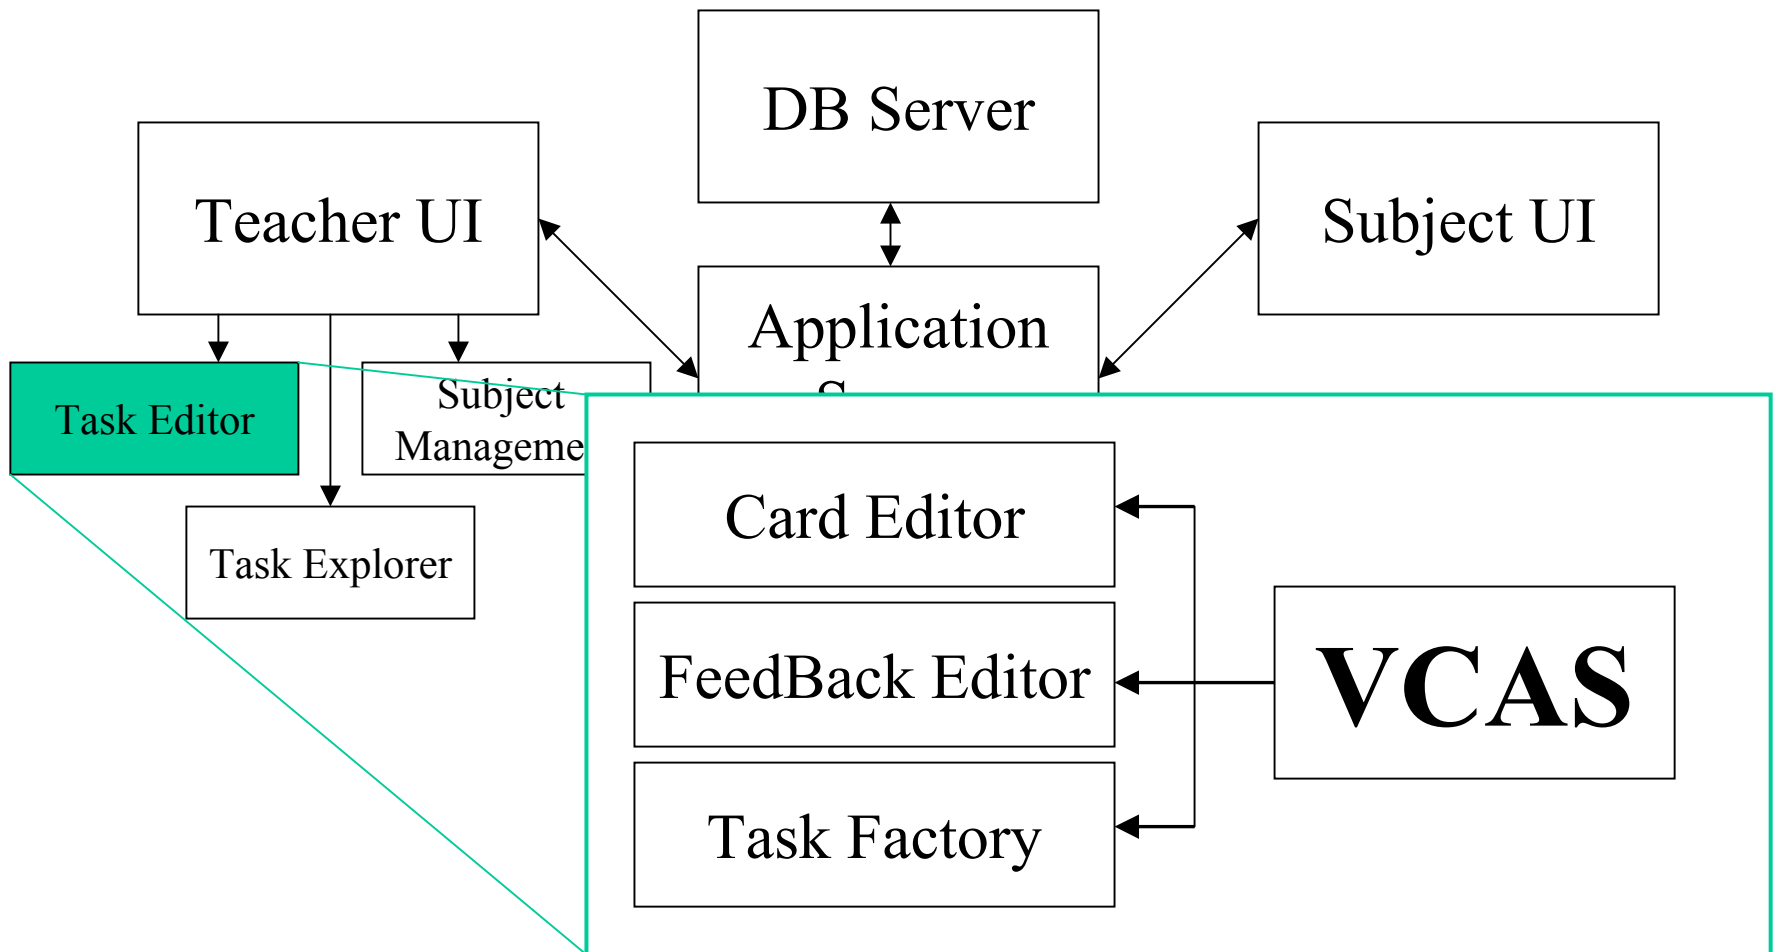 DB Server
Teacher UI
Subject UI
Application
Task Editor
Subject
Manageme
Task Explorer
Card Editor
FeedBack Editor
VCAS
Task Factory